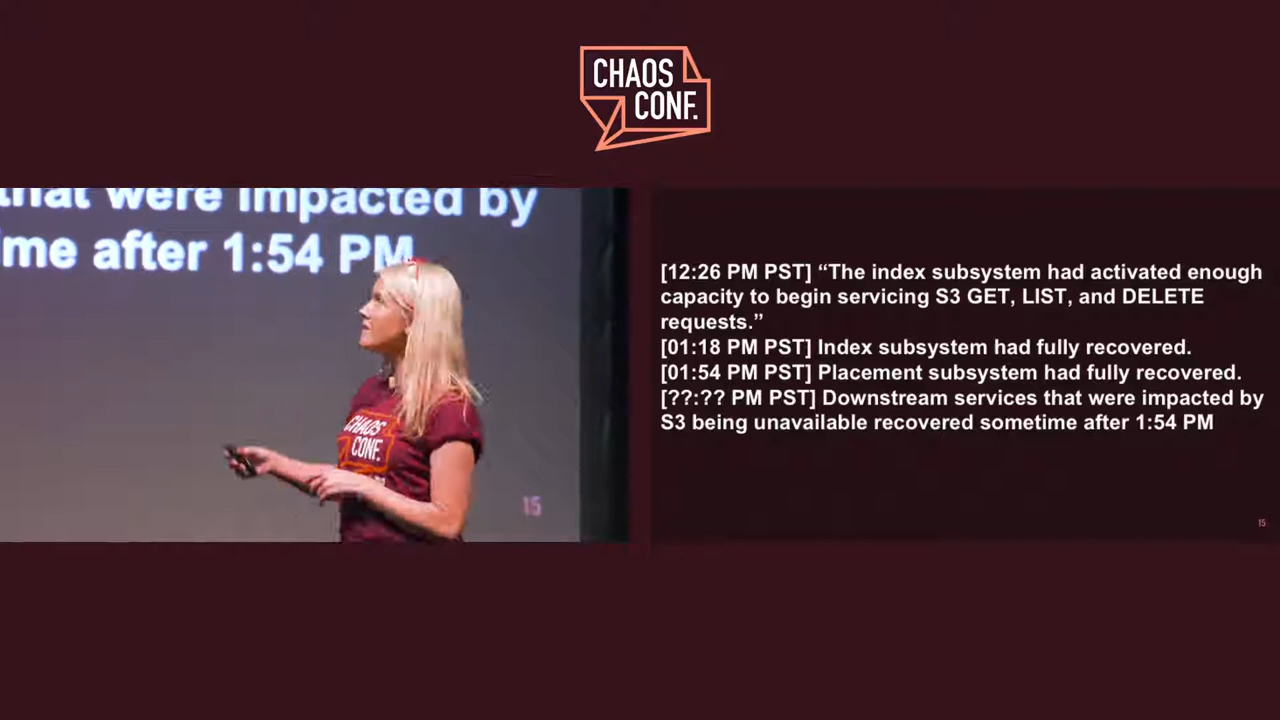 CHAOS
CONF.
that were impacted by
me after 1:54 PM
CHAOS
CONF.
15
[12:26 PM PST] “The index subsystem had activated enough
capacity to begin servicing S3 GET, LIST, and DELETE
requests.”
[01:18 PM PST] Index subsystem had fully recovered.
[01:54 PM PST] Placement subsystem had fully recovered.
[??:?? PM PST] Downstream services that were impacted by
S3 being unavailable recovered sometime after 1:54 PM
15